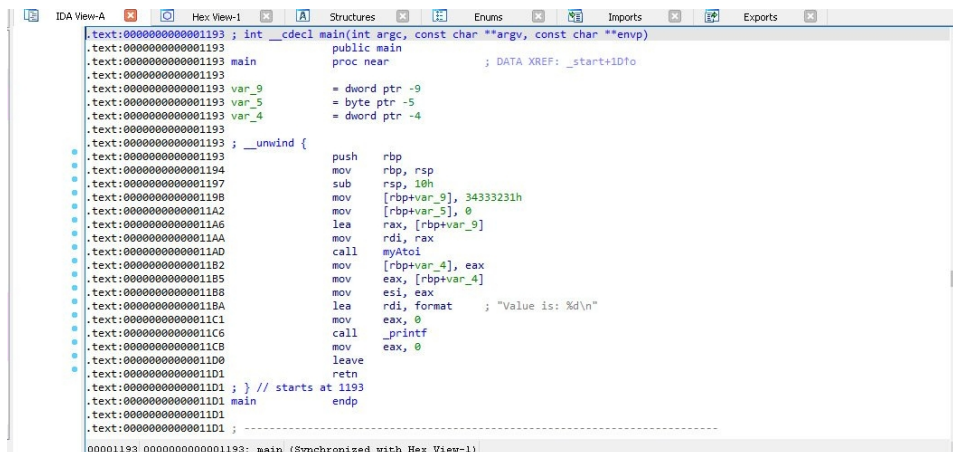 IDA View-A Hex View-1 Structures Enums Imports Exports
.text:0000000000001193 ; int __cdecl main(int argc, const char **argv, const char **envp)
.text:0000000000001193 public main
.text:0000000000001193 main proc near ; DATA XREF: _start+1D↑o
.text:0000000000001193
.text:0000000000001193 var_9 = dword ptr -9
.text:0000000000001193 var_5 = byte ptr -5
.text:0000000000001193 var_4 = dword ptr -4
.text:0000000000001193
.text:0000000000001193 ; __unwind {
.text:0000000000001193 push rbp
.text:0000000000001194 mov rbp, rsp
.text:0000000000001197 sub rsp, 10h
.text:000000000000119B mov [rbp+var_9], 34333231h
.text:00000000000011A2 mov [rbp+var_5], 0
.text:00000000000011A6 lea rax, [rbp+var_9]
.text:00000000000011AA mov rdi, rax
.text:00000000000011AD call myAtoi
.text:00000000000011B2 mov [rbp+var_4], eax
.text:00000000000011B5 mov eax, [rbp+var_4]
.text:00000000000011B8 mov esi, eax
.text:00000000000011BA lea rdi, format ; "Value is: %d\n"
.text:00000000000011C1 mov eax, 0
.text:00000000000011C6 call _printf
.text:00000000000011CB mov eax, 0
.text:00000000000011D0 leave
.text:00000000000011D1 retn
.text:00000000000011D1 ; } // starts at 1193
.text:00000000000011D1 main endp
.text:00000000000011D1
.text:00000000000011D1 ; ---------------------------------------------------------------------------
00001193 0000000000001193: main (Synchronized with Hex View-1)